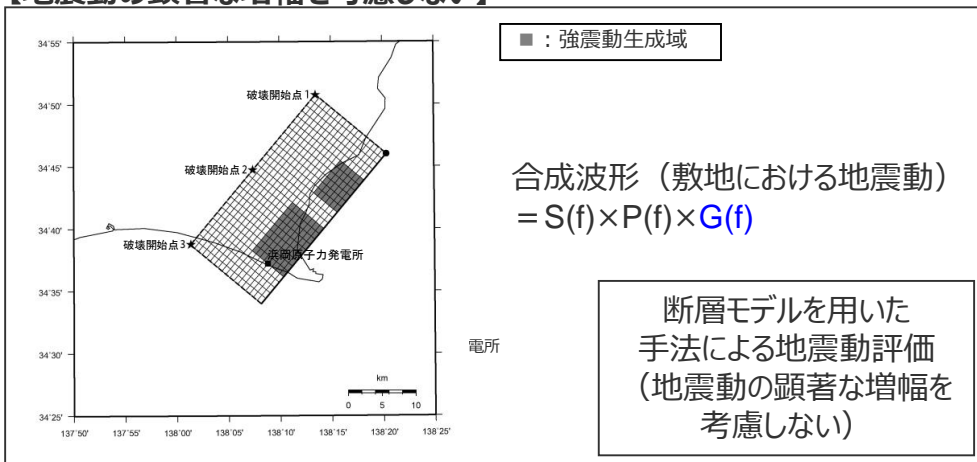 【地震動の顕著な増幅を考慮しない】
■：強震動生成域
34˚55'
34˚50'
34˚45'
34˚40'
34˚35'
34˚30'
34˚25'
137˚50'
137˚55'
138˚00'
138˚05'
138˚10'
138˚15'
138˚20'
138˚25'
破壊開始点1
破壊開始点2
破壊開始点3
浜岡原子力発電所
km
0 5 10
電所
合成波形（敷地における地震動）
＝S(f)×P(f)×G(f)
断層モデルを用いた
手法による地震動評価
（地震動の顕著な増幅を
考慮しない）